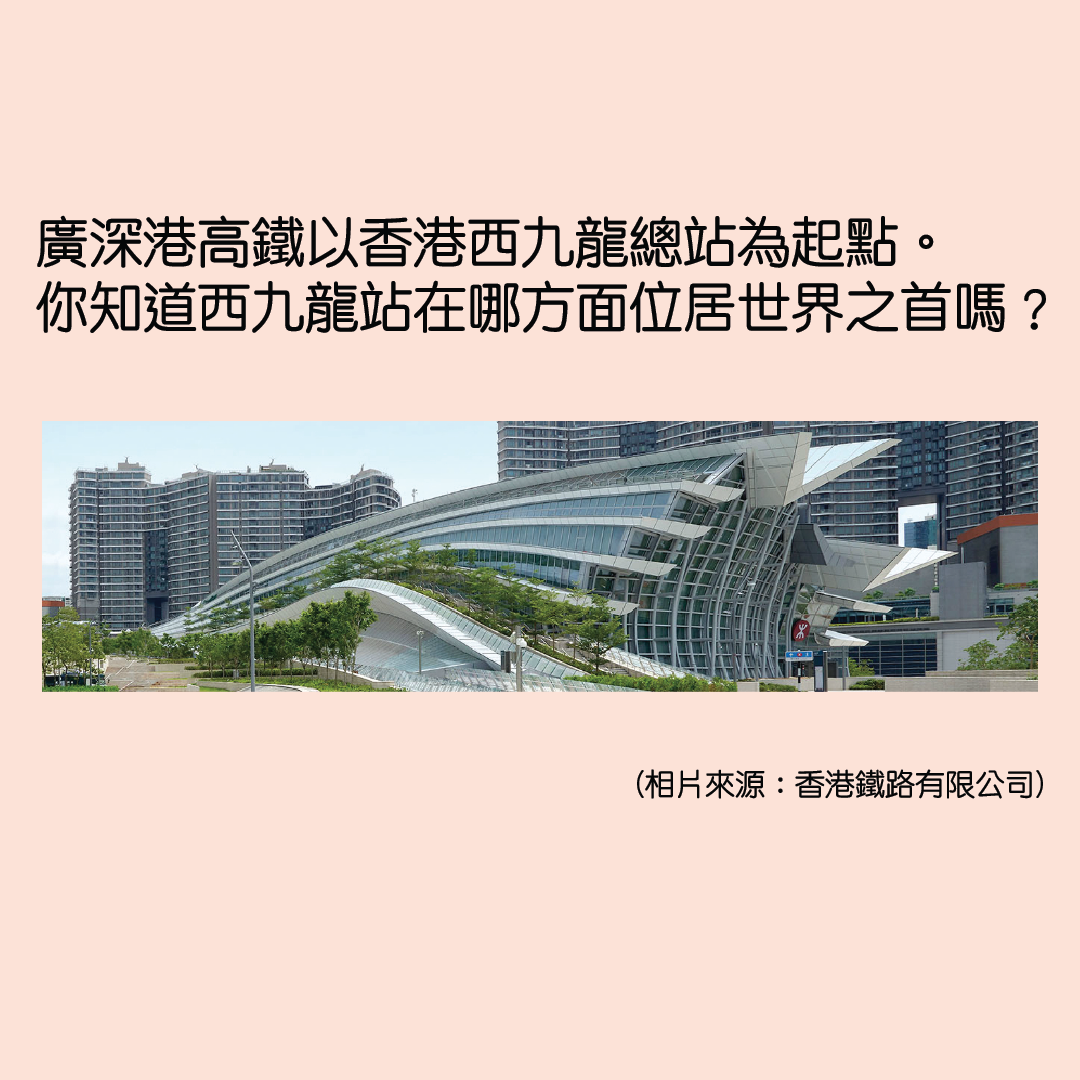 廣深港高鐵以香港西九龍總站為起點。
你知道西九龍站在哪方面位居世界之首嗎？
（相片來源：香港鐵路有限公司）